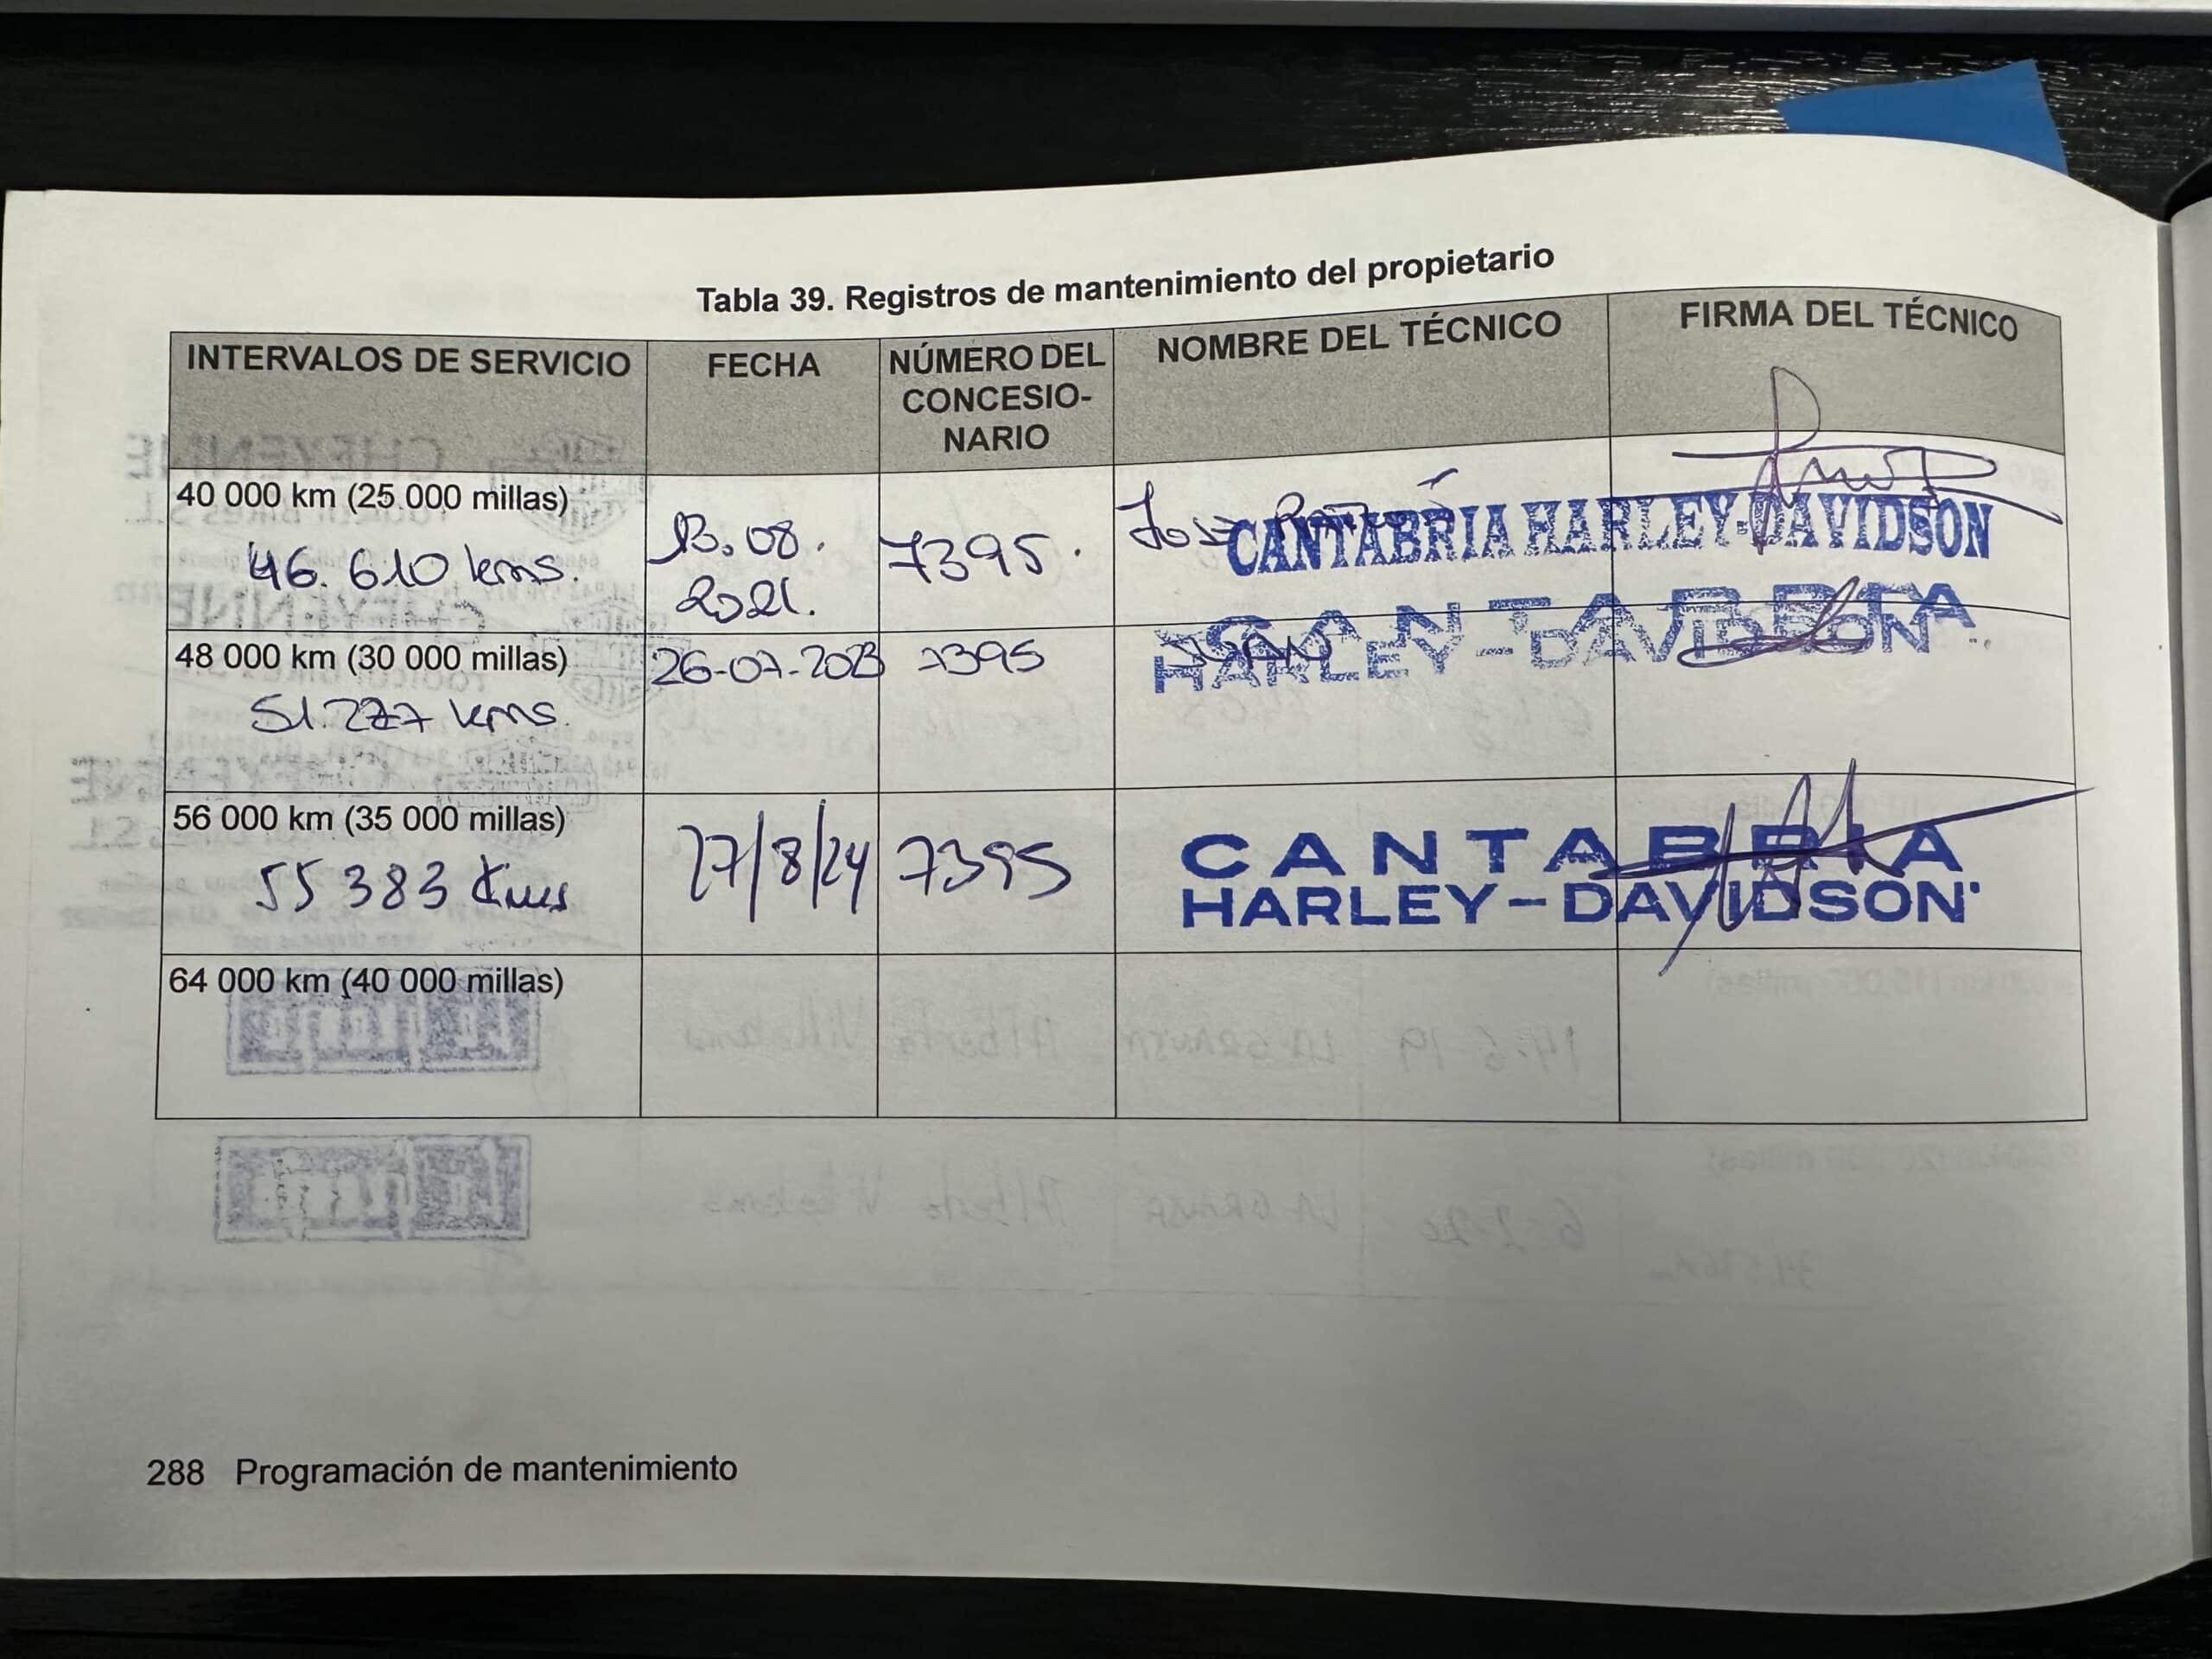 Tabla 39. Registros de mantenimiento del propietario
INTERVALOS DE SERVICIO
FECHA
NÚMERO DEL
CONCESIO-
NARIO
NOMBRE DEL TÉCNICO
FIRMA DEL TÉCNICO
40 000 km (25 000 millas)
46.610 kms.
13.08.
2021.
7395.
José
CANTABRIA HARLEY-DAVIDSON
48 000 km (30 000 millas)
51.277 kms.
26-07-2023
7395
CANTABRIA
HARLEY-DAVIDSON
56 000 km (35 000 millas)
55383 Kms
27/8/24
7395
CANTABRIA
HARLEY-DAVIDSON
64 000 km (40 000 millas)
288 Programación de mantenimiento